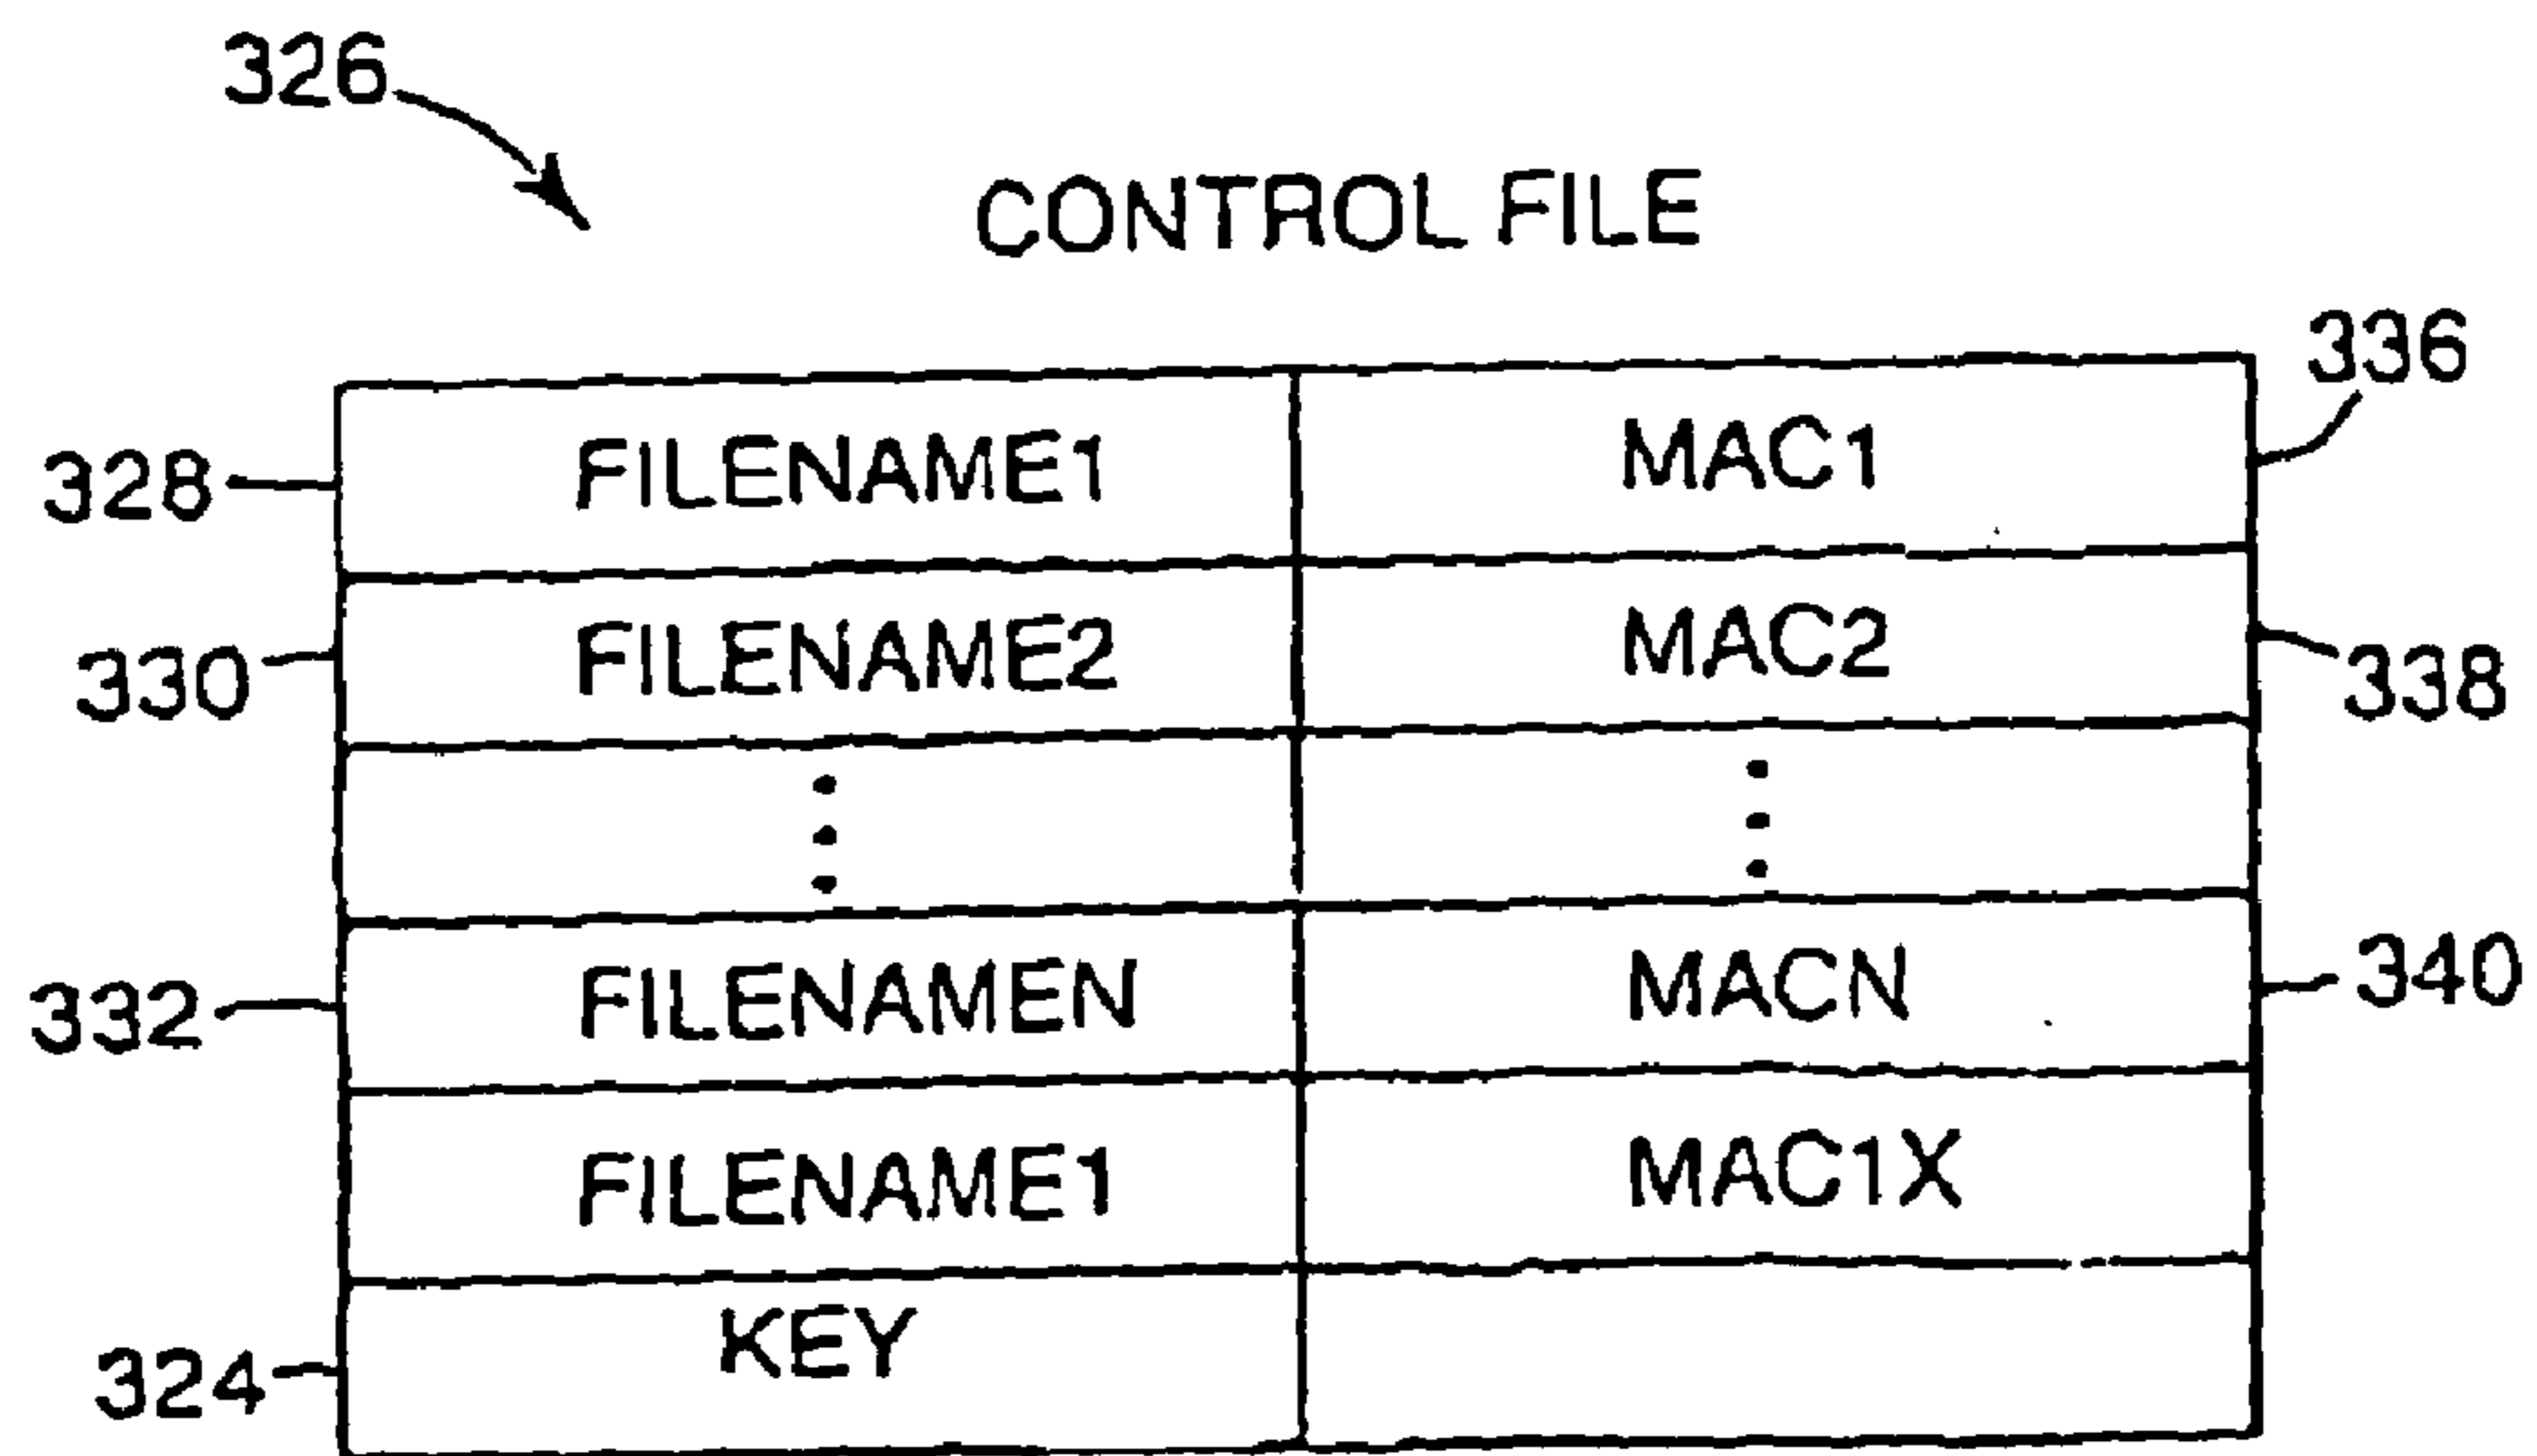 326
CONTROL FILE
336
328 FILENAME1 MAC1
330 FILENAME2 MAC2 338
332 FILENAMEN MACN 340
FILENAME1 MAC1X
324 KEY